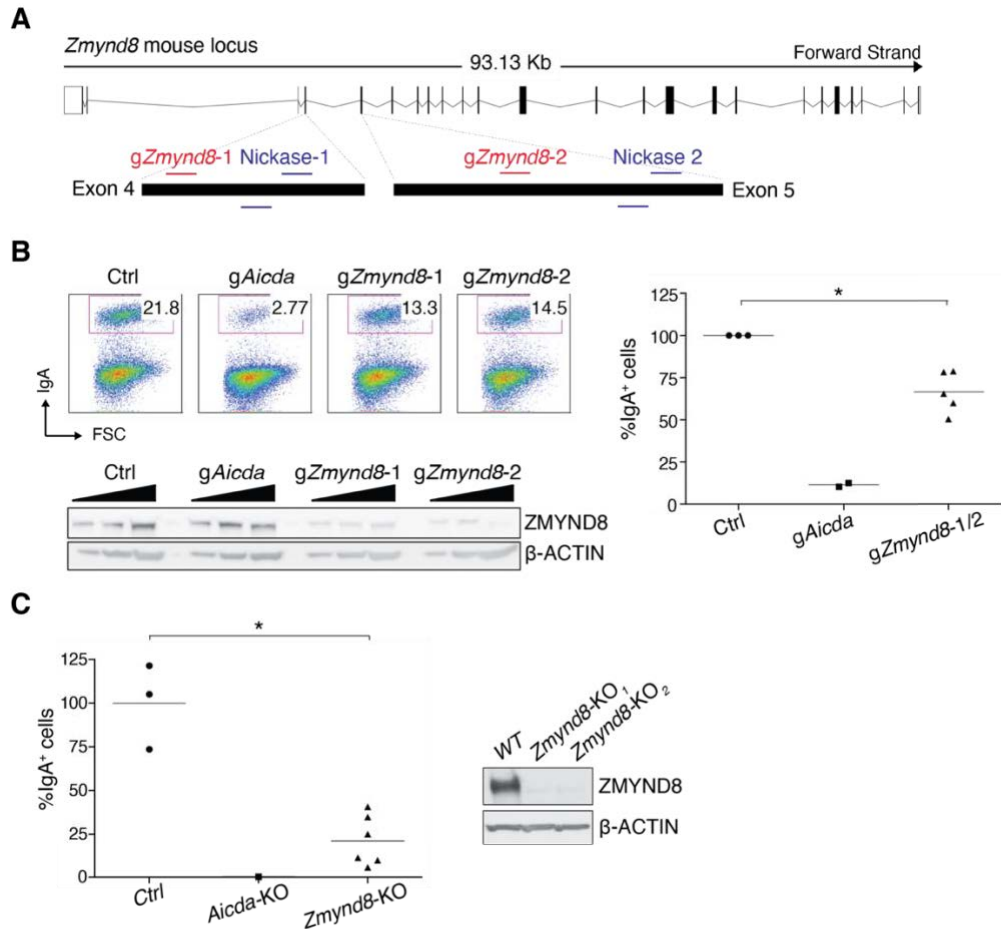 A
Zmynd8 mouse locus
93.13 Kb
Forward Strand
gZmynd8-1 Nickase-1 gZmynd8-2 Nickase 2
Exon 4 Exon 5
B
Ctrl gAicda gZmynd8-1 gZmynd8-2
21.8 2.77 13.3 14.5
IgA
FSC
Ctrl gAicda gZmynd8-1 gZmynd8-2
ZMYND8
β-ACTIN
*
%IgA+ cells
125
100
75
50
25
0
Ctrl gAicda gZmynd8-1/2
C
*
%IgA+ cells
125
100
75
50
25
0
Ctrl Aicda-KO Zmynd8-KO
WT Zmynd8-KO1 Zmynd8-KO2
ZMYND8
β-ACTIN